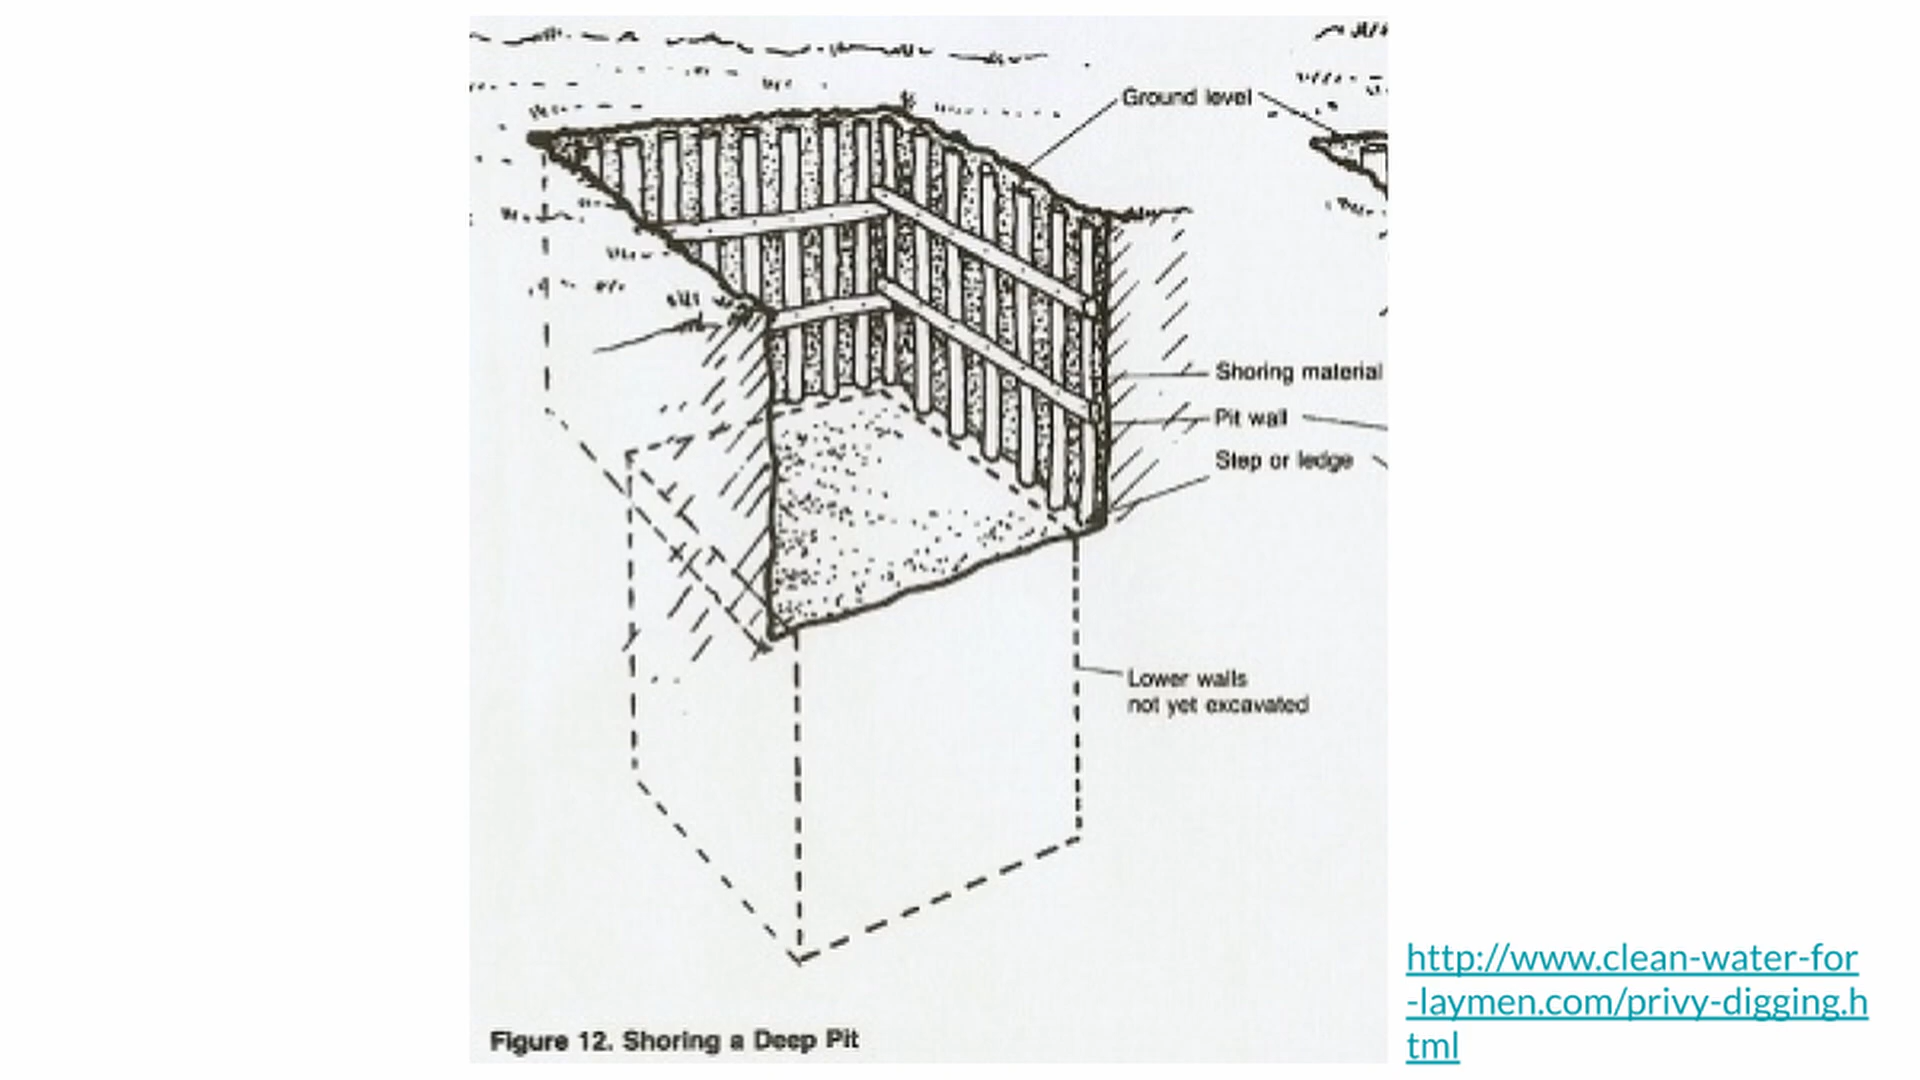 Ground level
Shoring material
Pit wall
Step or ledge
Lower walls
not yet excavated
Figure 12. Shoring a Deep Pit
http://www.clean-water-for
-laymen.com/privy-digging.h
tml